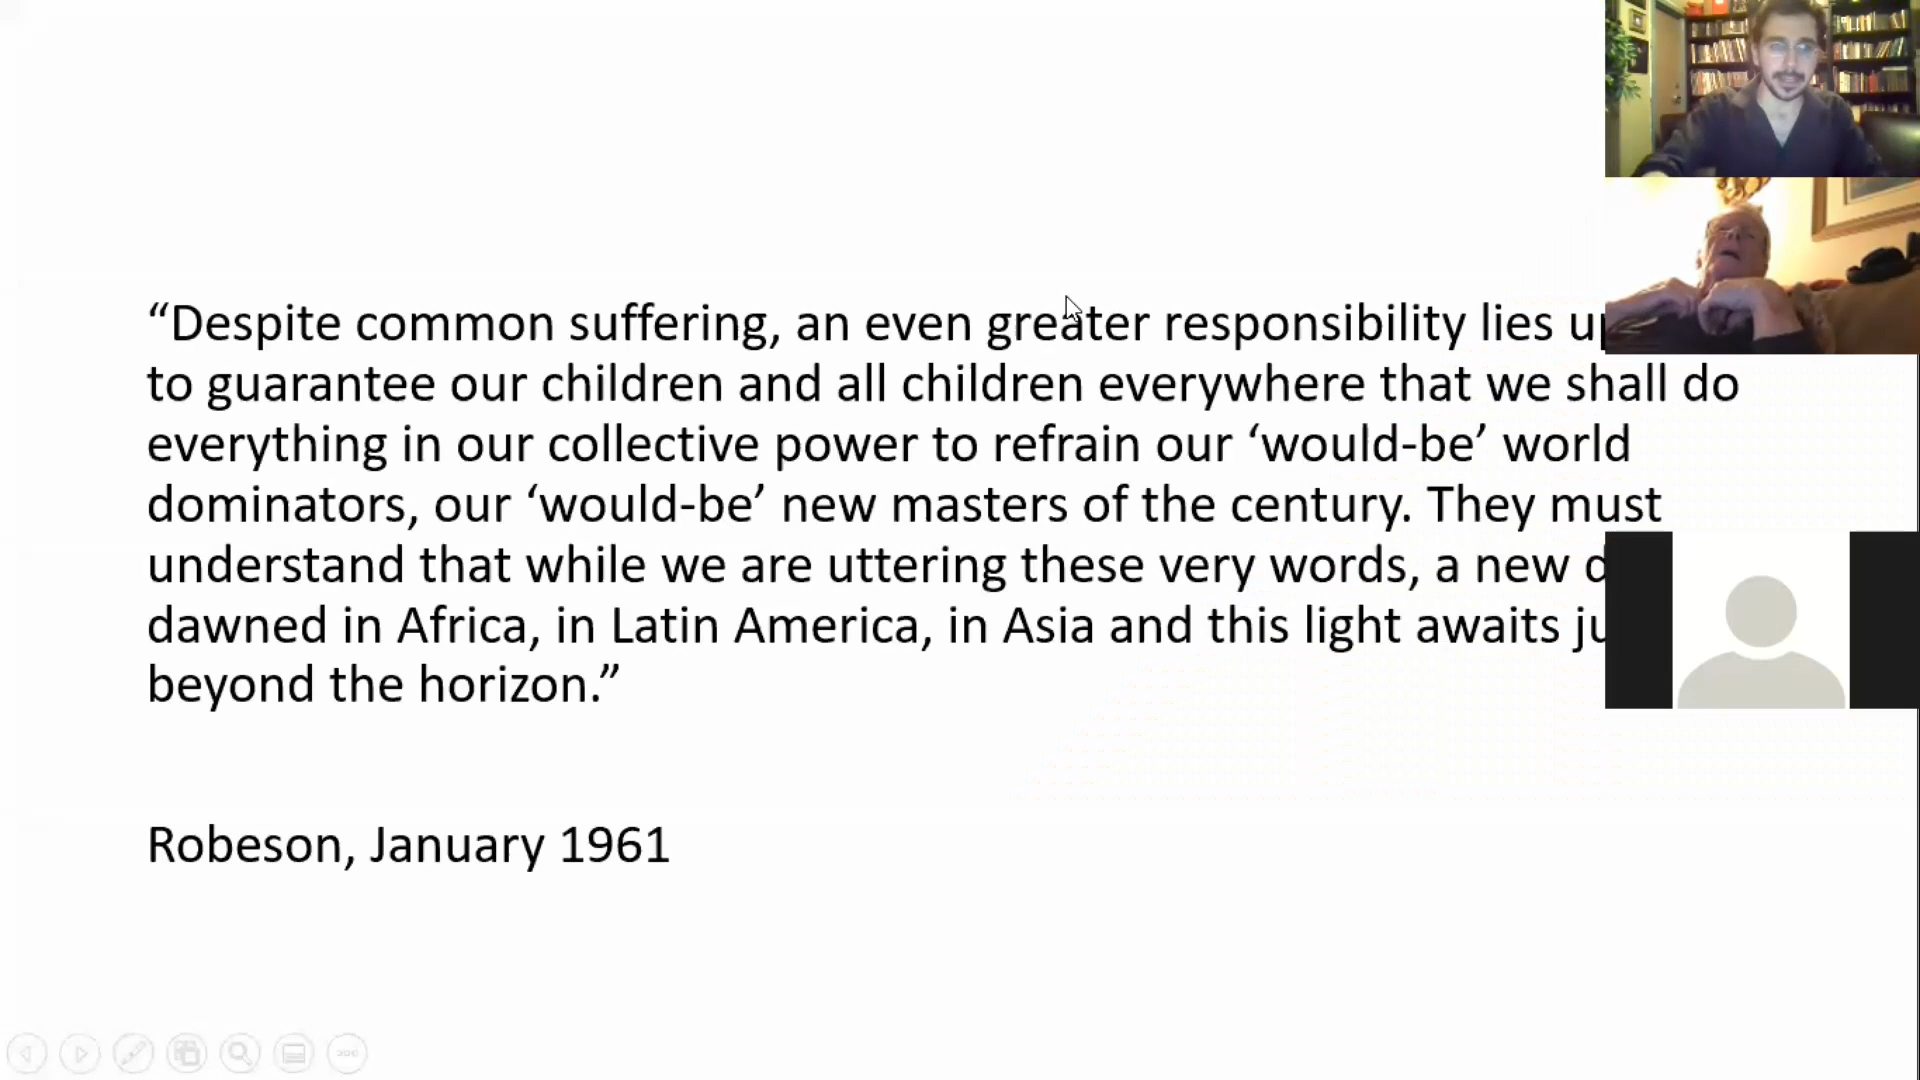 “Despite common suffering, an even greater responsibility lies
to guarantee our children and all children everywhere that we shall do
everything in our collective power to refrain our ‘would-be’ world
dominators, our ‘would-be’ new masters of the century. They must
understand that while we are uttering these very words, a new
dawned in Africa, in Latin America, in Asia and this light awaits
beyond the horizon.”
Robeson, January 1961